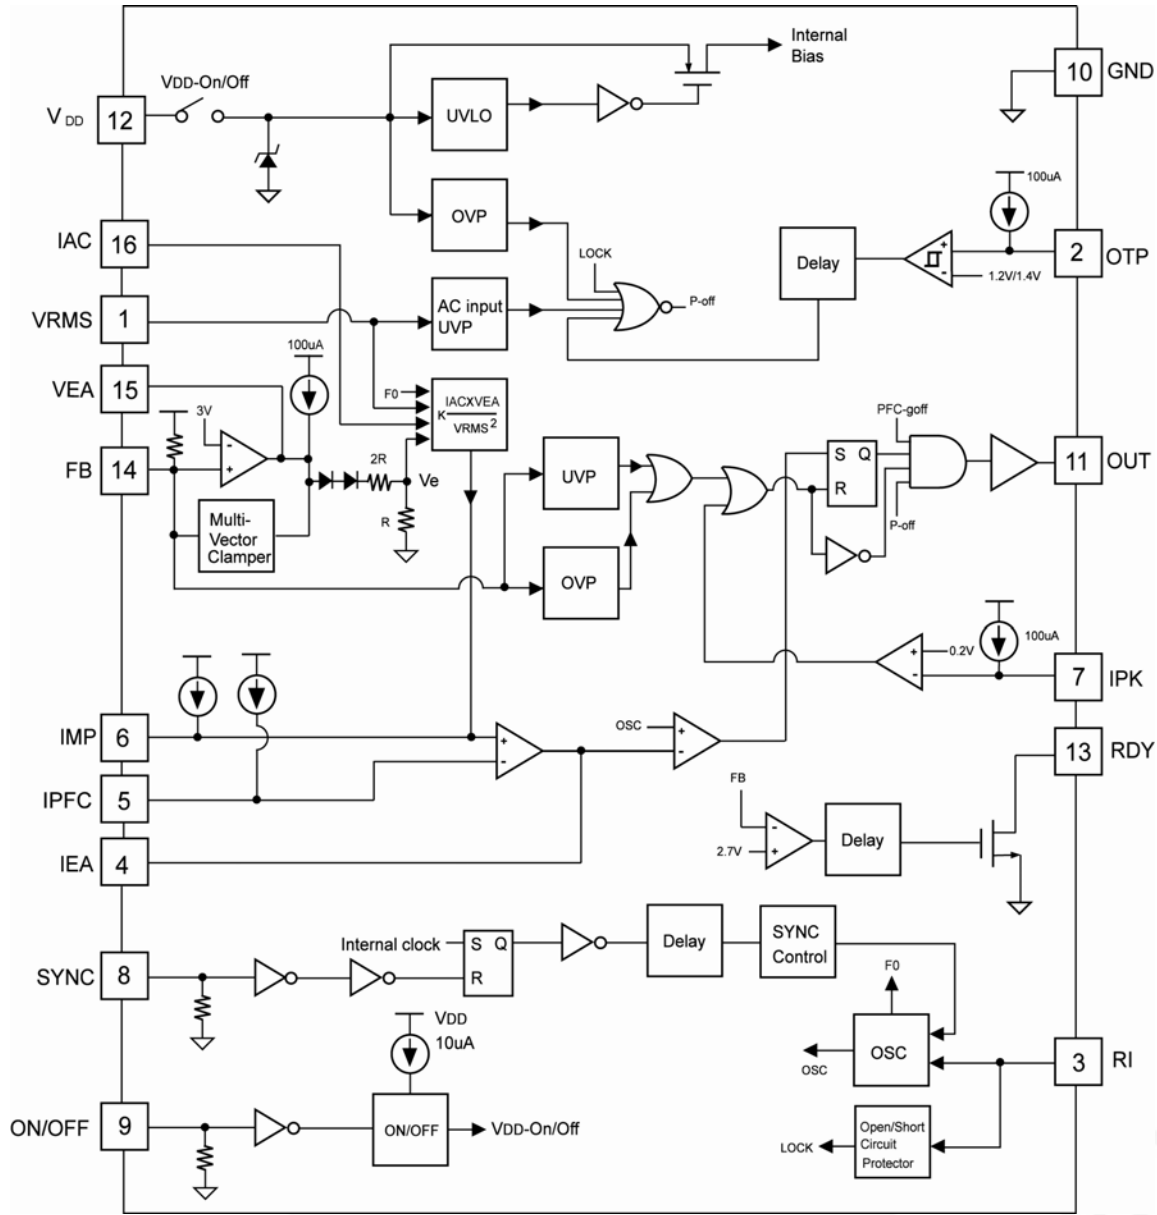 Internal
Bias
10
GND
VDD-On/Off
VDD
12
UVLO
100uA
OVP
IAC
16
LOCK
Delay
+
-
1.2V/1.4V
2
OTP
VRMS
1
AC input
UVP
P-off
100uA
VEA
15
F0
K IACXVEA
VRMS2
3V
-
+
PFC-goff
FB
14
2R
Ve
R
UVP
S Q
R
11
OUT
Multi-
Vector
Clamper
P-off
OVP
100uA
+
0.2V
-
7
IPK
IMP
6
+
-
OSC
+
-
13
RDY
IPFC
5
FB
-
2.7V
+
Delay
IEA
4
Internal clock
S Q
R
Delay
SYNC
Control
SYNC
8
F0
VDD
10uA
OSC
OSC
3
RI
ON/OFF
9
ON/OFF
VDD-On/Off
LOCK
Open/Short
Circuit
Protector